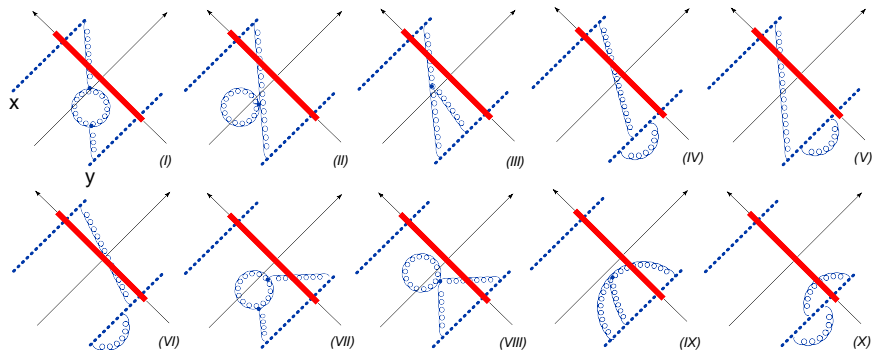 x
(I) (II) (III) (IV) (V)
y
(VI) (VII) (VIII) (IX) (X)